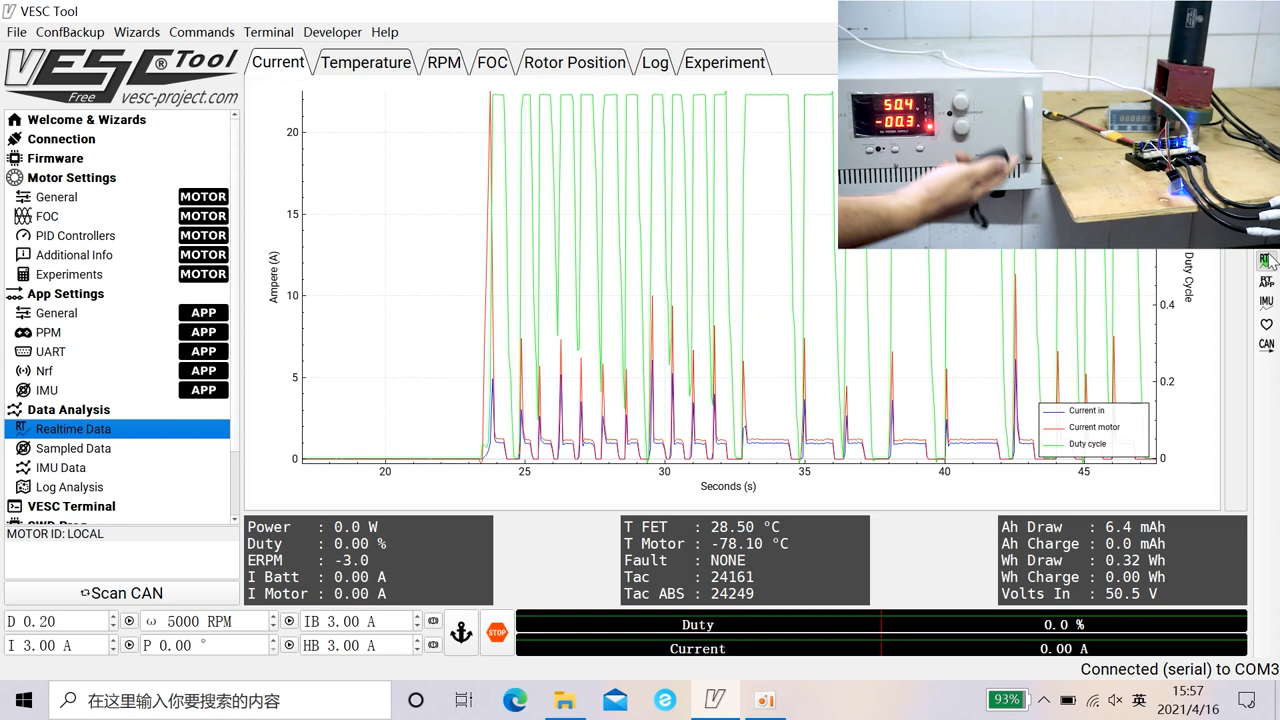 VESC Tool
File ConfBackup Wizards Commands Terminal Developer Help
VESC® Tool
Free vesc-project.com
Current Temperature RPM FOC Rotor Position Log Experiment
50.4
-00.3
Welcome & Wizards
Connection
Firmware
Motor Settings
General MOTOR
FOC MOTOR
PID Controllers MOTOR
Additional Info MOTOR
Experiments MOTOR
App Settings
General APP
PPM APP
UART APP
Nrf APP
IMU APP
Data Analysis
RT Realtime Data
Sampled Data
IMU Data
Log Analysis
VESC Terminal
MOTOR ID: LOCAL
Scan CAN
Ampere (A)
20
15
10
5
0
20 25 30 35 40 45
Seconds (s)
Duty Cycle
0.4
0.2
0
Current in
Current motor
Duty cycle
RT
RT
APP
IMU
CAN
Power : 0.0 W
Duty : 0.00 %
ERPM : -3.0
I Batt : 0.00 A
I Motor : 0.00 A
T FET : 28.50 °C
T Motor : -78.10 °C
Fault : NONE
Tac : 24161
Tac ABS : 24249
Ah Draw : 6.4 mAh
Ah Charge : 0.0 mAh
Wh Draw : 0.32 Wh
Wh Charge : 0.00 Wh
Volts In : 50.5 V
D 0.20 ω 5000 RPM IB 3.00 A
I 3.00 A P 0.00 ° HB 3.00 A
STOP
Duty 0.0 %
Current 0.00 A
Connected (serial) to COM3
在这里输入你要搜索的内容
93%
英
15:57
2021/4/16